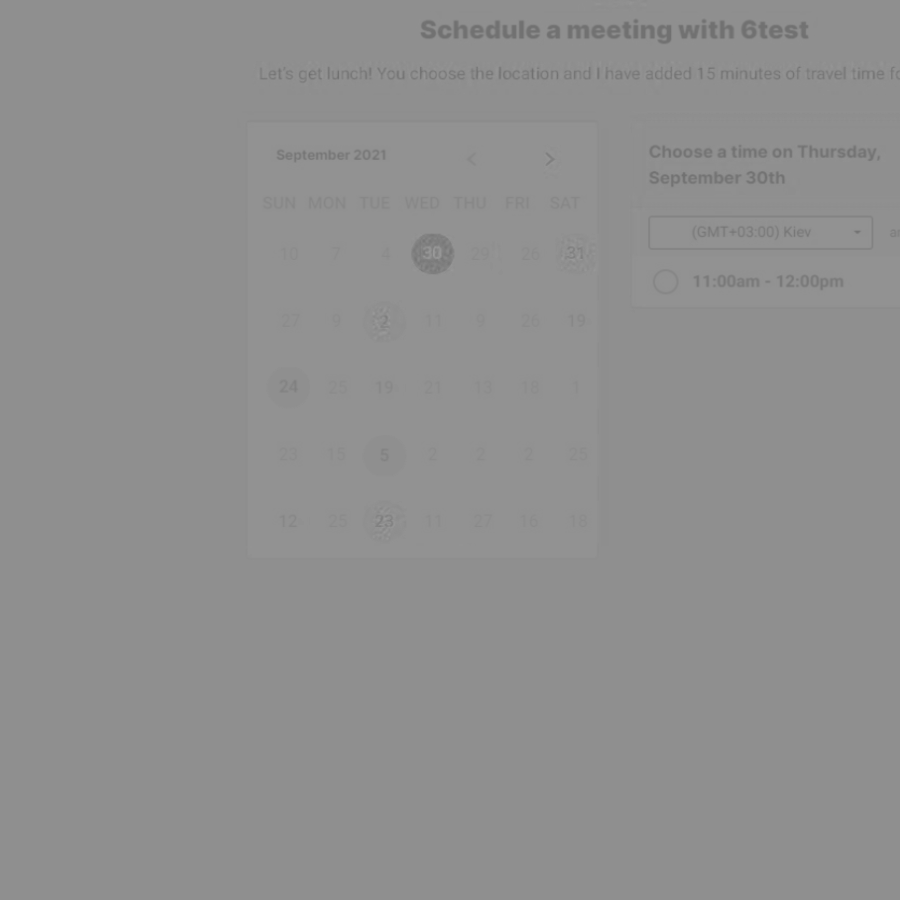 Schedule a meeting with 6test
Let's get lunch! You choose the location and I have added 15 minutes of travel time fo
September 2021
SUN MON TUE WED THU FRI SAT
10 7 4 30 29 26 31
27 9 2 11 9 26 19
24 25 19 21 13 18 1
23 15 5 2 2 2 25
12 25 23 11 27 16 18
Choose a time on Thursday,
September 30th
(GMT+03:00) Kiev
11:00am - 12:00pm